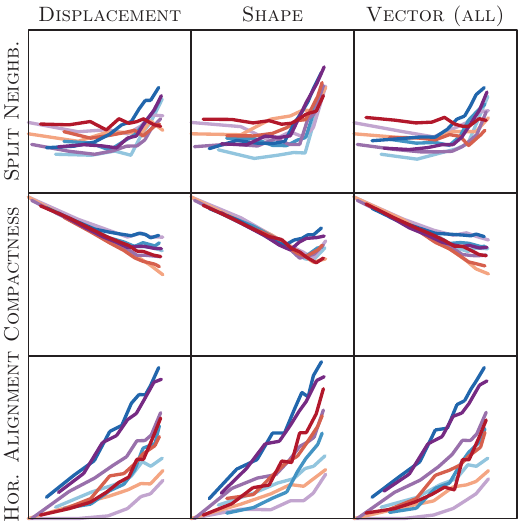 DISPLACEMENT SHAPE VECTOR (ALL)
SPLIT NEIGHB.
COMPACTNESS
HOR. ALIGNMENT